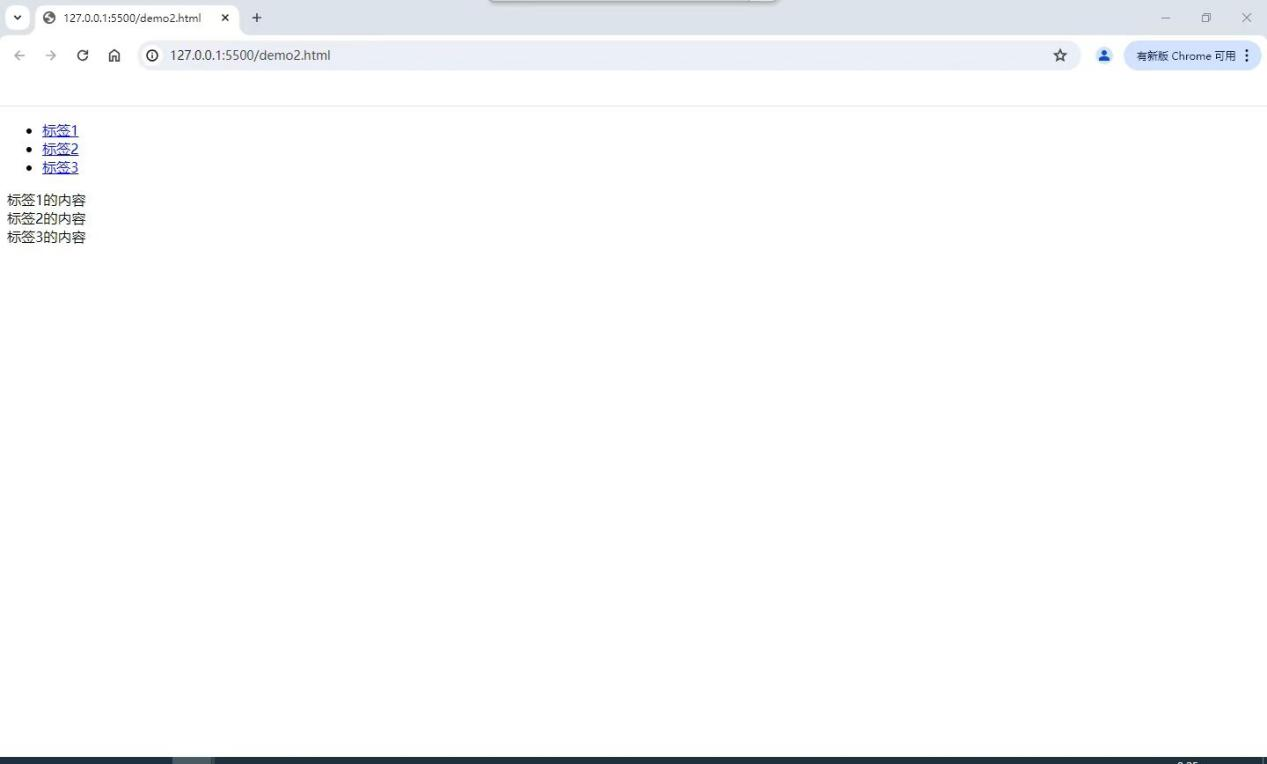 127.0.0.1:5500/demo2.html
127.0.0.1:5500/demo2.html
有新版 Chrome 可用
标签1
标签2
标签3
标签1的内容
标签2的内容
标签3的内容